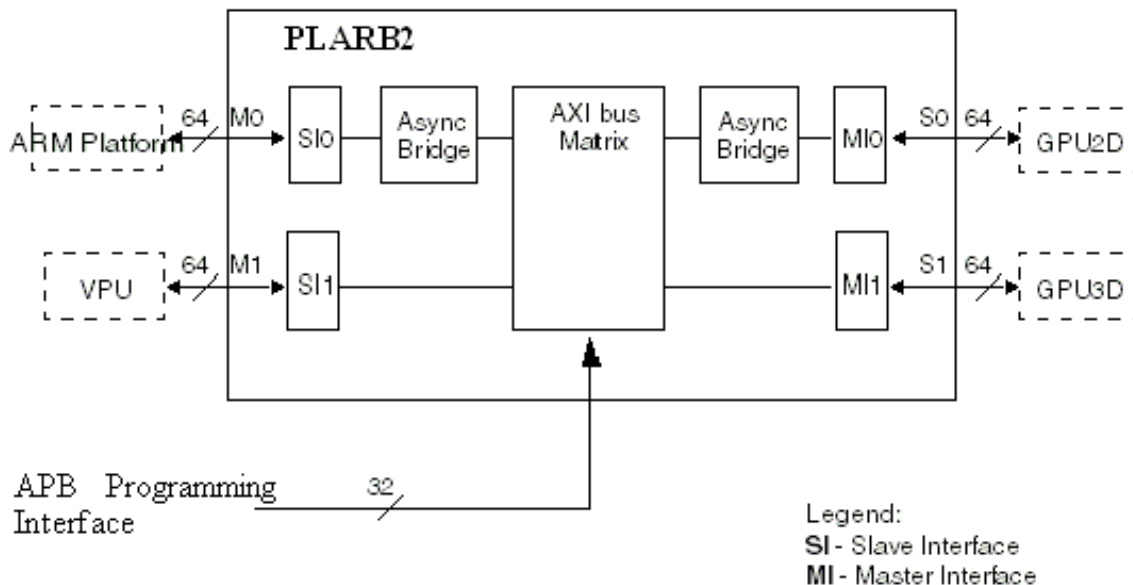 PLARB2
ARM Platform
64
M0
SI0
Async
Bridge
AXI bus
Matrix
Async
Bridge
MI0
S0
64
GPU2D
VPU
64
M1
SI1
MI1
S1
64
GPU3D
APB Programming
Interface
32
Legend:
SI - Slave Interface
MI - Master Interface